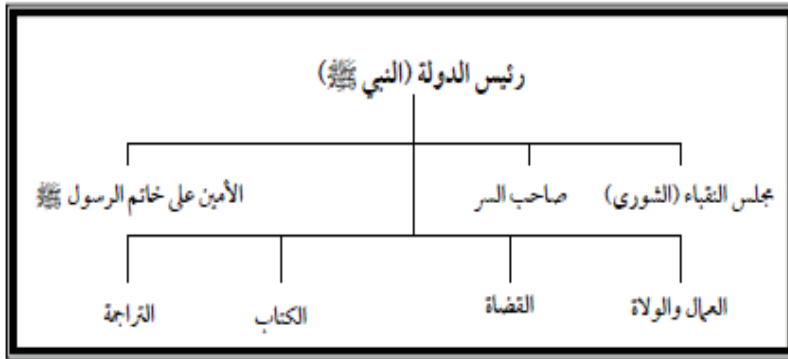 رئيس الدولة (النبي ﷺ)
مجلس النقباء (الشورى) صاحب السر الأمين على خاتم الرسول ﷺ
العمال والولاة القضاة الكتاب التراجمة